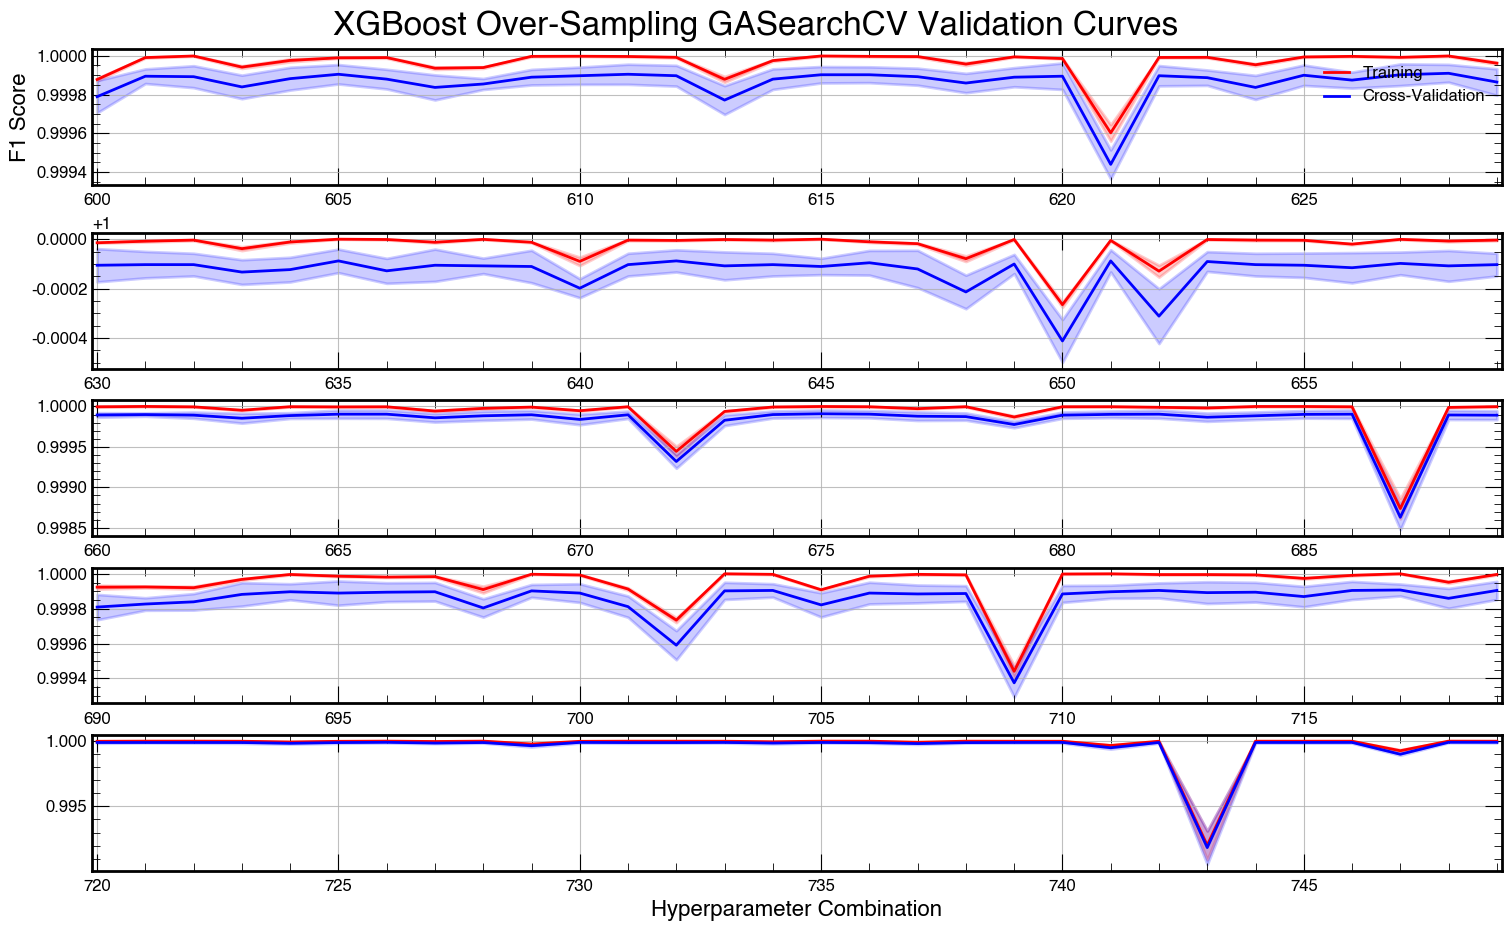 XGBoost Over-Sampling GASearchCV Validation Curves
F1 Score
1.0000
0.9998
0.9996
0.9994
Training
Cross-Validation
600 605 610 615 620 625
+1
0.0000
-0.0002
-0.0004
630 635 640 645 650 655
1.0000
0.9995
0.9990
0.9985
660 665 670 675 680 685
1.0000
0.9998
0.9996
0.9994
690 695 700 705 710 715
1.000
0.995
720 725 730 735 740 745
Hyperparameter Combination